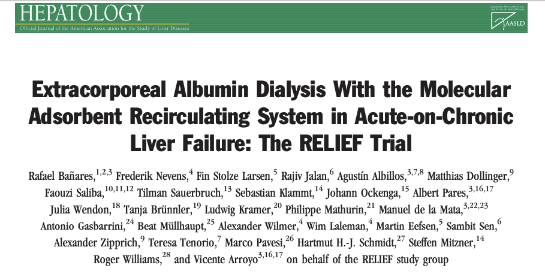 HEPATOLOGY
Official Journal of the American Association for the Study of Liver Diseases
AASLD
Extracorporeal Albumin Dialysis With the Molecular
Adsorbent Recirculating System in Acute-on-Chronic
Liver Failure: The RELIEF Trial
Rafael Bañares,1,2,3 Frederik Nevens,4 Fin Stolze Larsen,5 Rajiv Jalan,6 Agustín Albillos,3,7,8 Matthias Dollinger,9
Faouzi Saliba,10,11,12 Tilman Sauerbruch,13 Sebastian Klammt,14 Johann Ockenga,15 Albert Pares,3,16,17
Julia Wendon,18 Tanja Brünnler,19 Ludwig Kramer,20 Philippe Mathurin,21 Manuel de la Mata,3,22,23
Antonio Gasbarrini,24 Beat Müllhaupt,25 Alexander Wilmer,4 Wim Laleman,4 Martin Eefsen,5 Sambit Sen,6
Alexander Zipprich,9 Teresa Tenorio,7 Marco Pavesi,26 Hartmut H.-J. Schmidt,27 Steffen Mitzner,14
Roger Williams,28 and Vicente Arroyo3,16,17 on behalf of the RELIEF study group